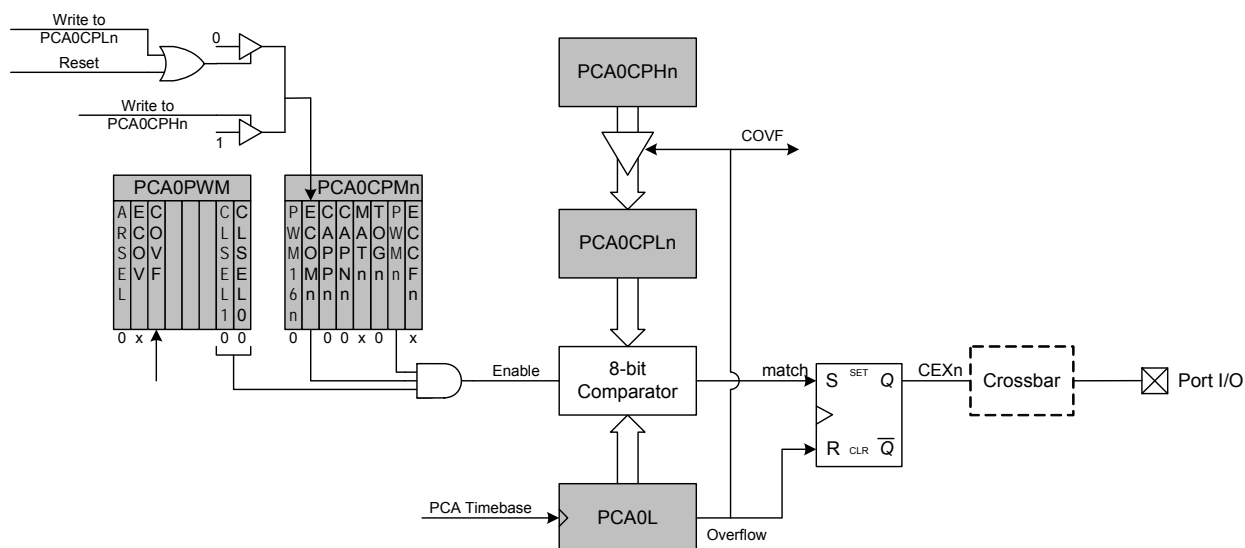 Write to
PCA0CPLn
Reset
0
Write to
PCA0CPHn
1
PCA0CPHn
COVF
PCA0PWM
ARSEL
ECOV
COVF
CLSEL1
CLSEL0
0 x 0 0
PCA0CPMn
PWM16n
ECOMn
CAPPn
CAPNn
MATn
TOGn
PWMn
ECCFn
0 0 0 x 0 x
PCA0CPLn
Enable
8-bit
Comparator
match
S SET Q
R CLR Q
CEXn
Crossbar
Port I/O
PCA Timebase
PCA0L
Overflow